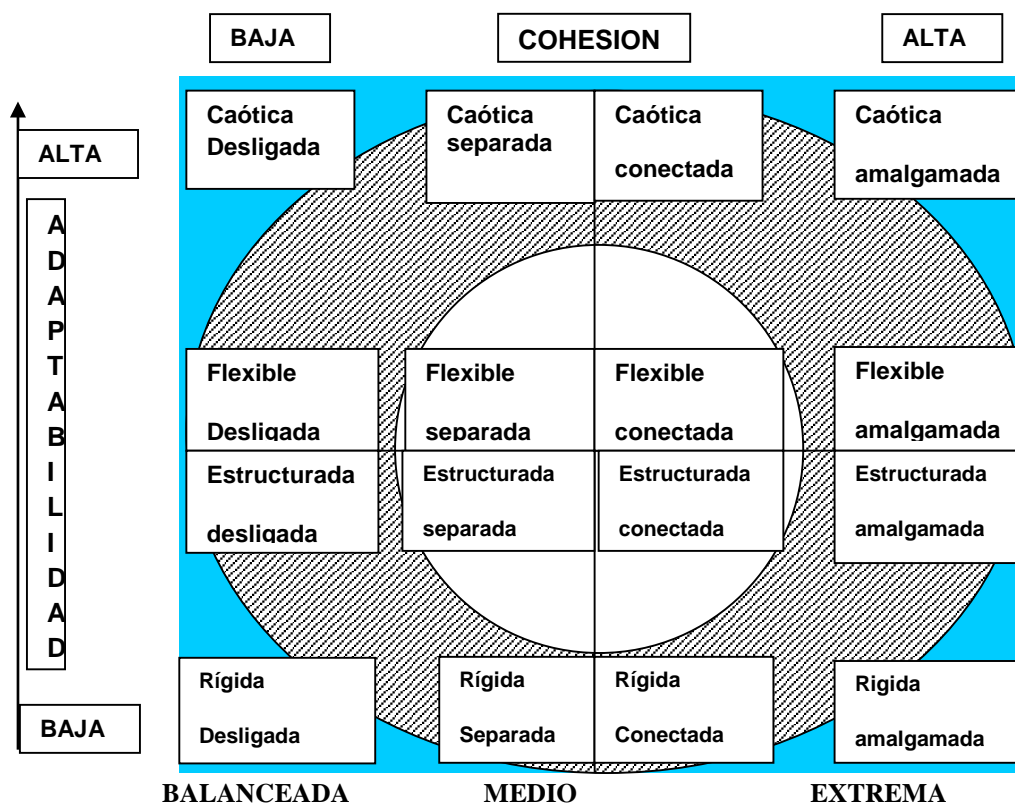 BAJA
COHESION
ALTA
ALTA
A
D
A
P
T
A
B
I
L
I
D
A
D
BAJA
Caótica
Desligada
Caótica
separada
Caótica
conectada
Caótica
amalgamada
Flexible
Desligada
Flexible
separada
Flexible
conectada
Flexible
amalgamada
Estructurada
desligada
Estructurada
separada
Estructurada
conectada
Estructurada
amalgamada
Rígida
Desligada
Rígida
Separada
Rígida
Conectada
Rigida
amalgamada
BALANCEADA
MEDIO
EXTREMA